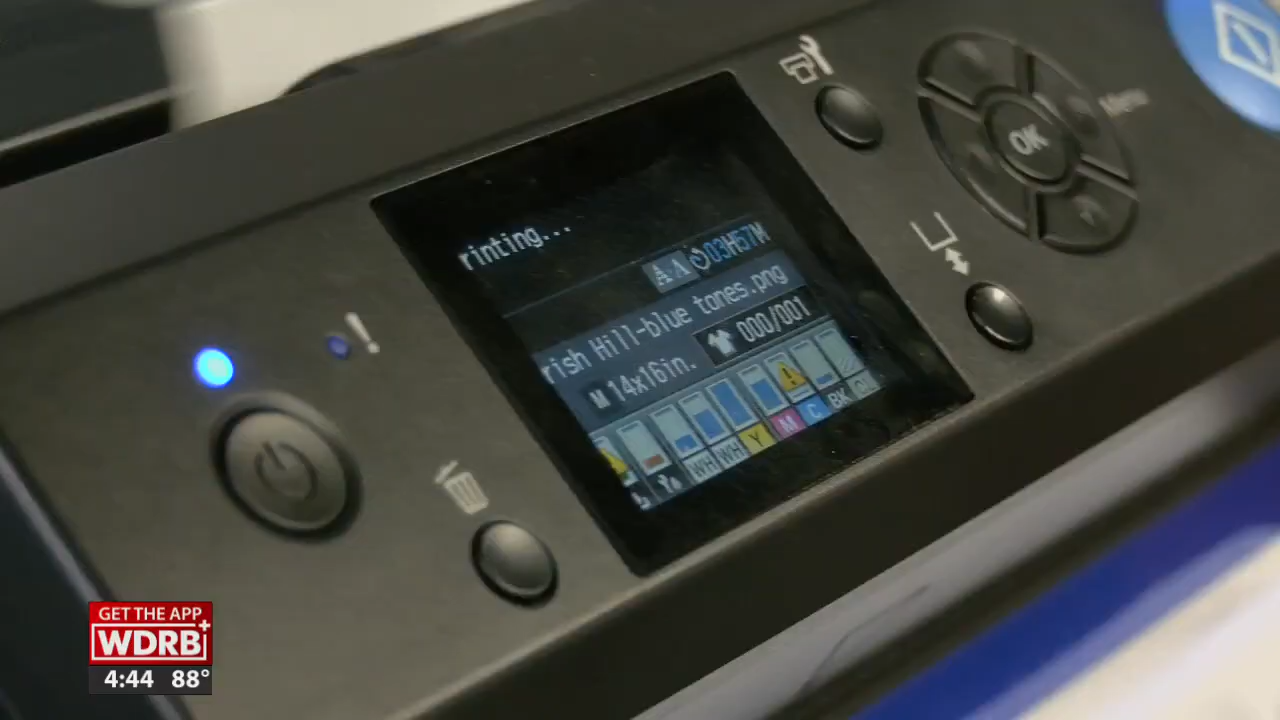 rinting...
AA 03H57M
rish Hill-blue tones.png
M 14x16in. 000/001
WH WH Y M C BK CL
OK
Menu
!
GET THE APP
WDRB+
4:44 88°